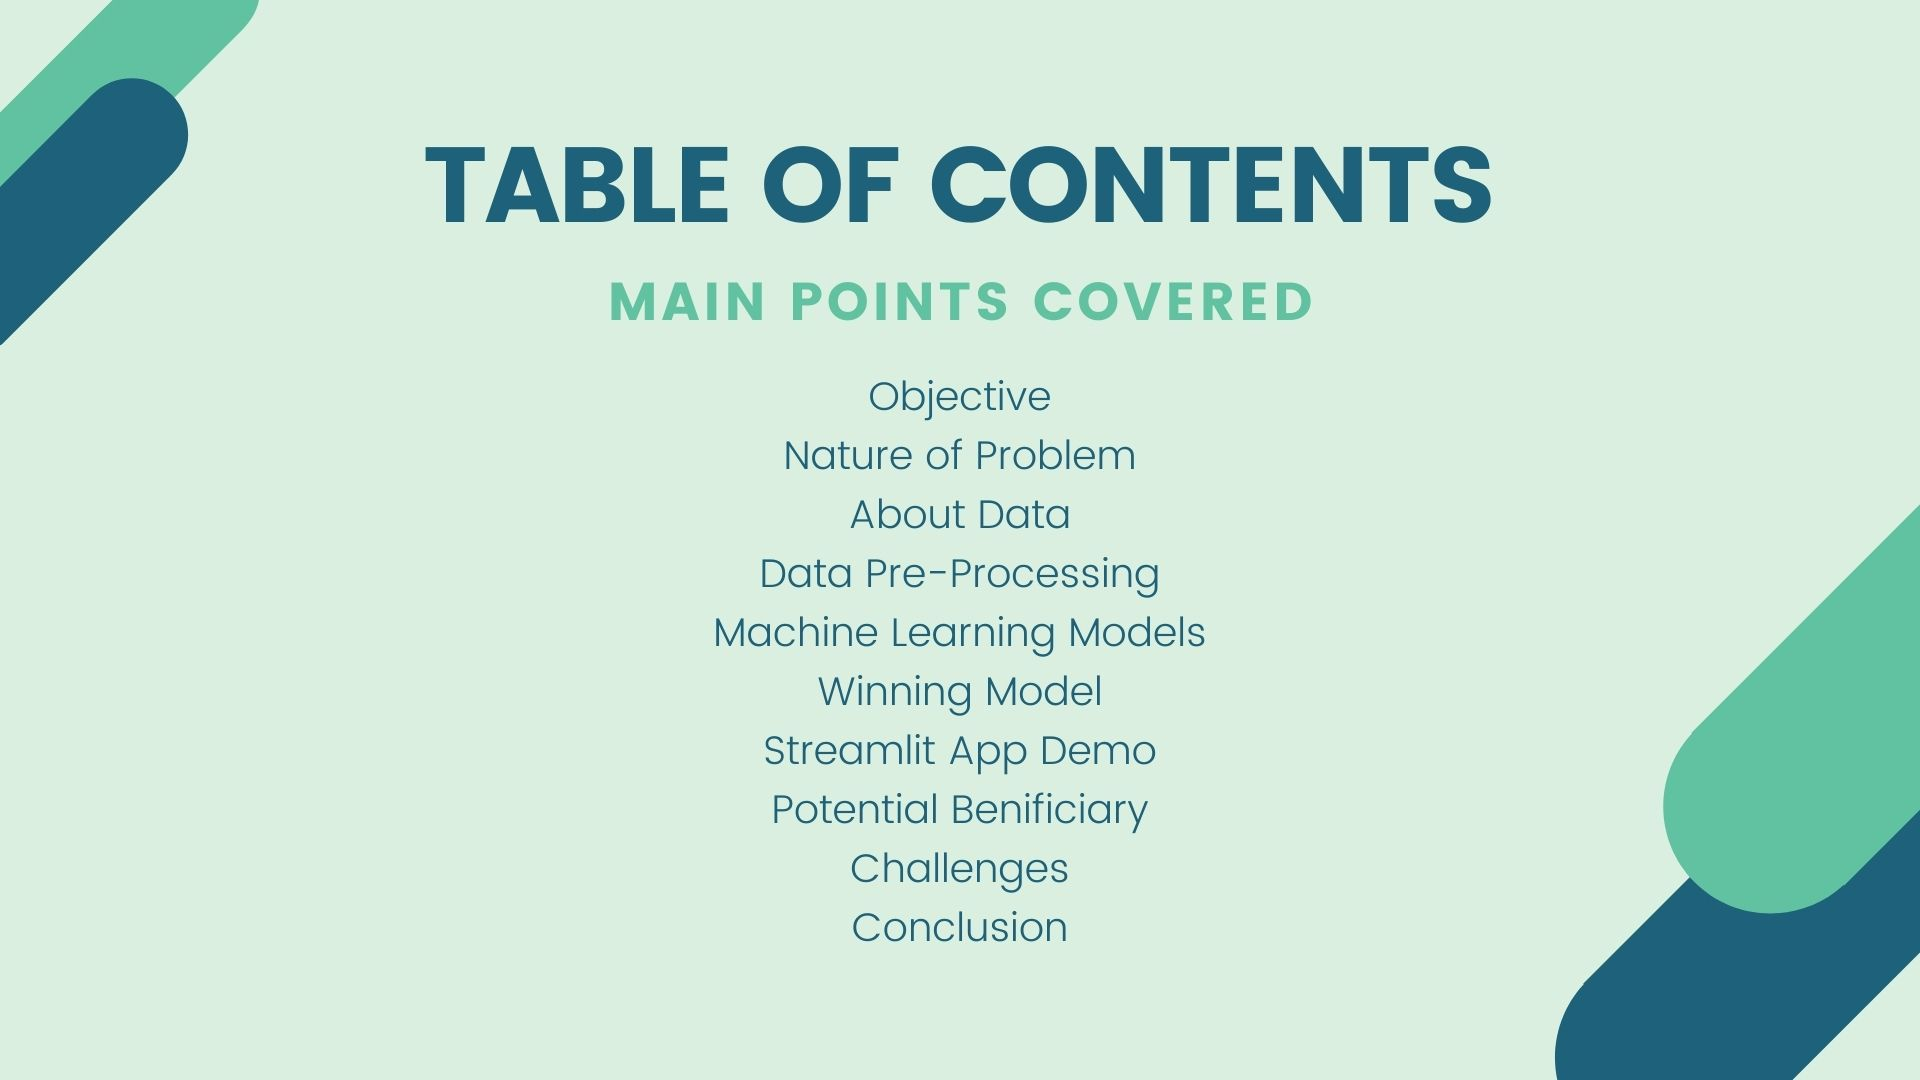 TABLE OF CONTENTS
MAIN POINTS COVERED
Objective
Nature of Problem
About Data
Data Pre-Processing
Machine Learning Models
Winning Model
Streamlit App Demo
Potential Benificiary
Challenges
Conclusion